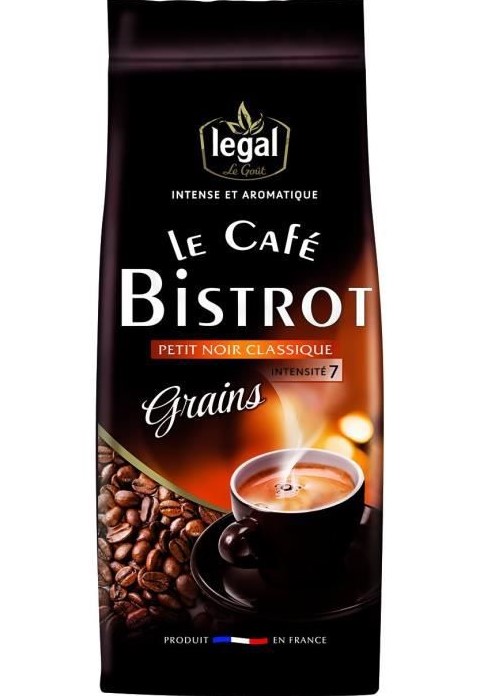 legal
Le Goût
INTENSE ET AROMATIQUE
LE CAFÉ
BiSTROT
PETIT NOIR CLASSIQUE
INTENSITÉ 7
Grains
PRODUIT EN FRANCE